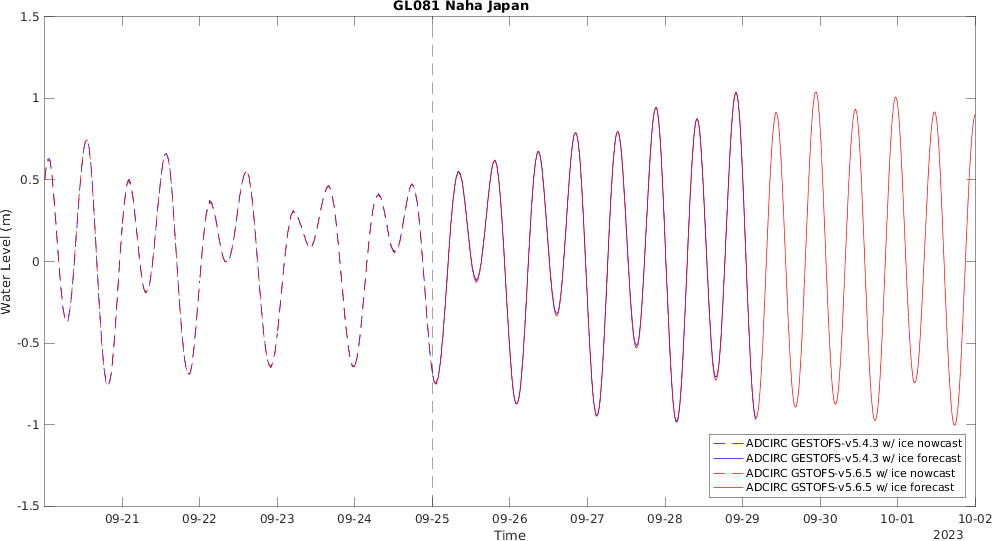 GL081 Naha Japan
1.5
1
0.5
0
-0.5
-1
-1.5
Water Level (m)
09-21 09-22 09-23 09-24 09-25 09-26 09-27 09-28 09-29 09-30 10-01 10-02
Time
2023
ADCIRC GESTOFS-v5.4.3 w/ ice nowcast
ADCIRC GESTOFS-v5.4.3 w/ ice forecast
ADCIRC GSTOFS-v5.6.5 w/ ice nowcast
ADCIRC GSTOFS-v5.6.5 w/ ice forecast